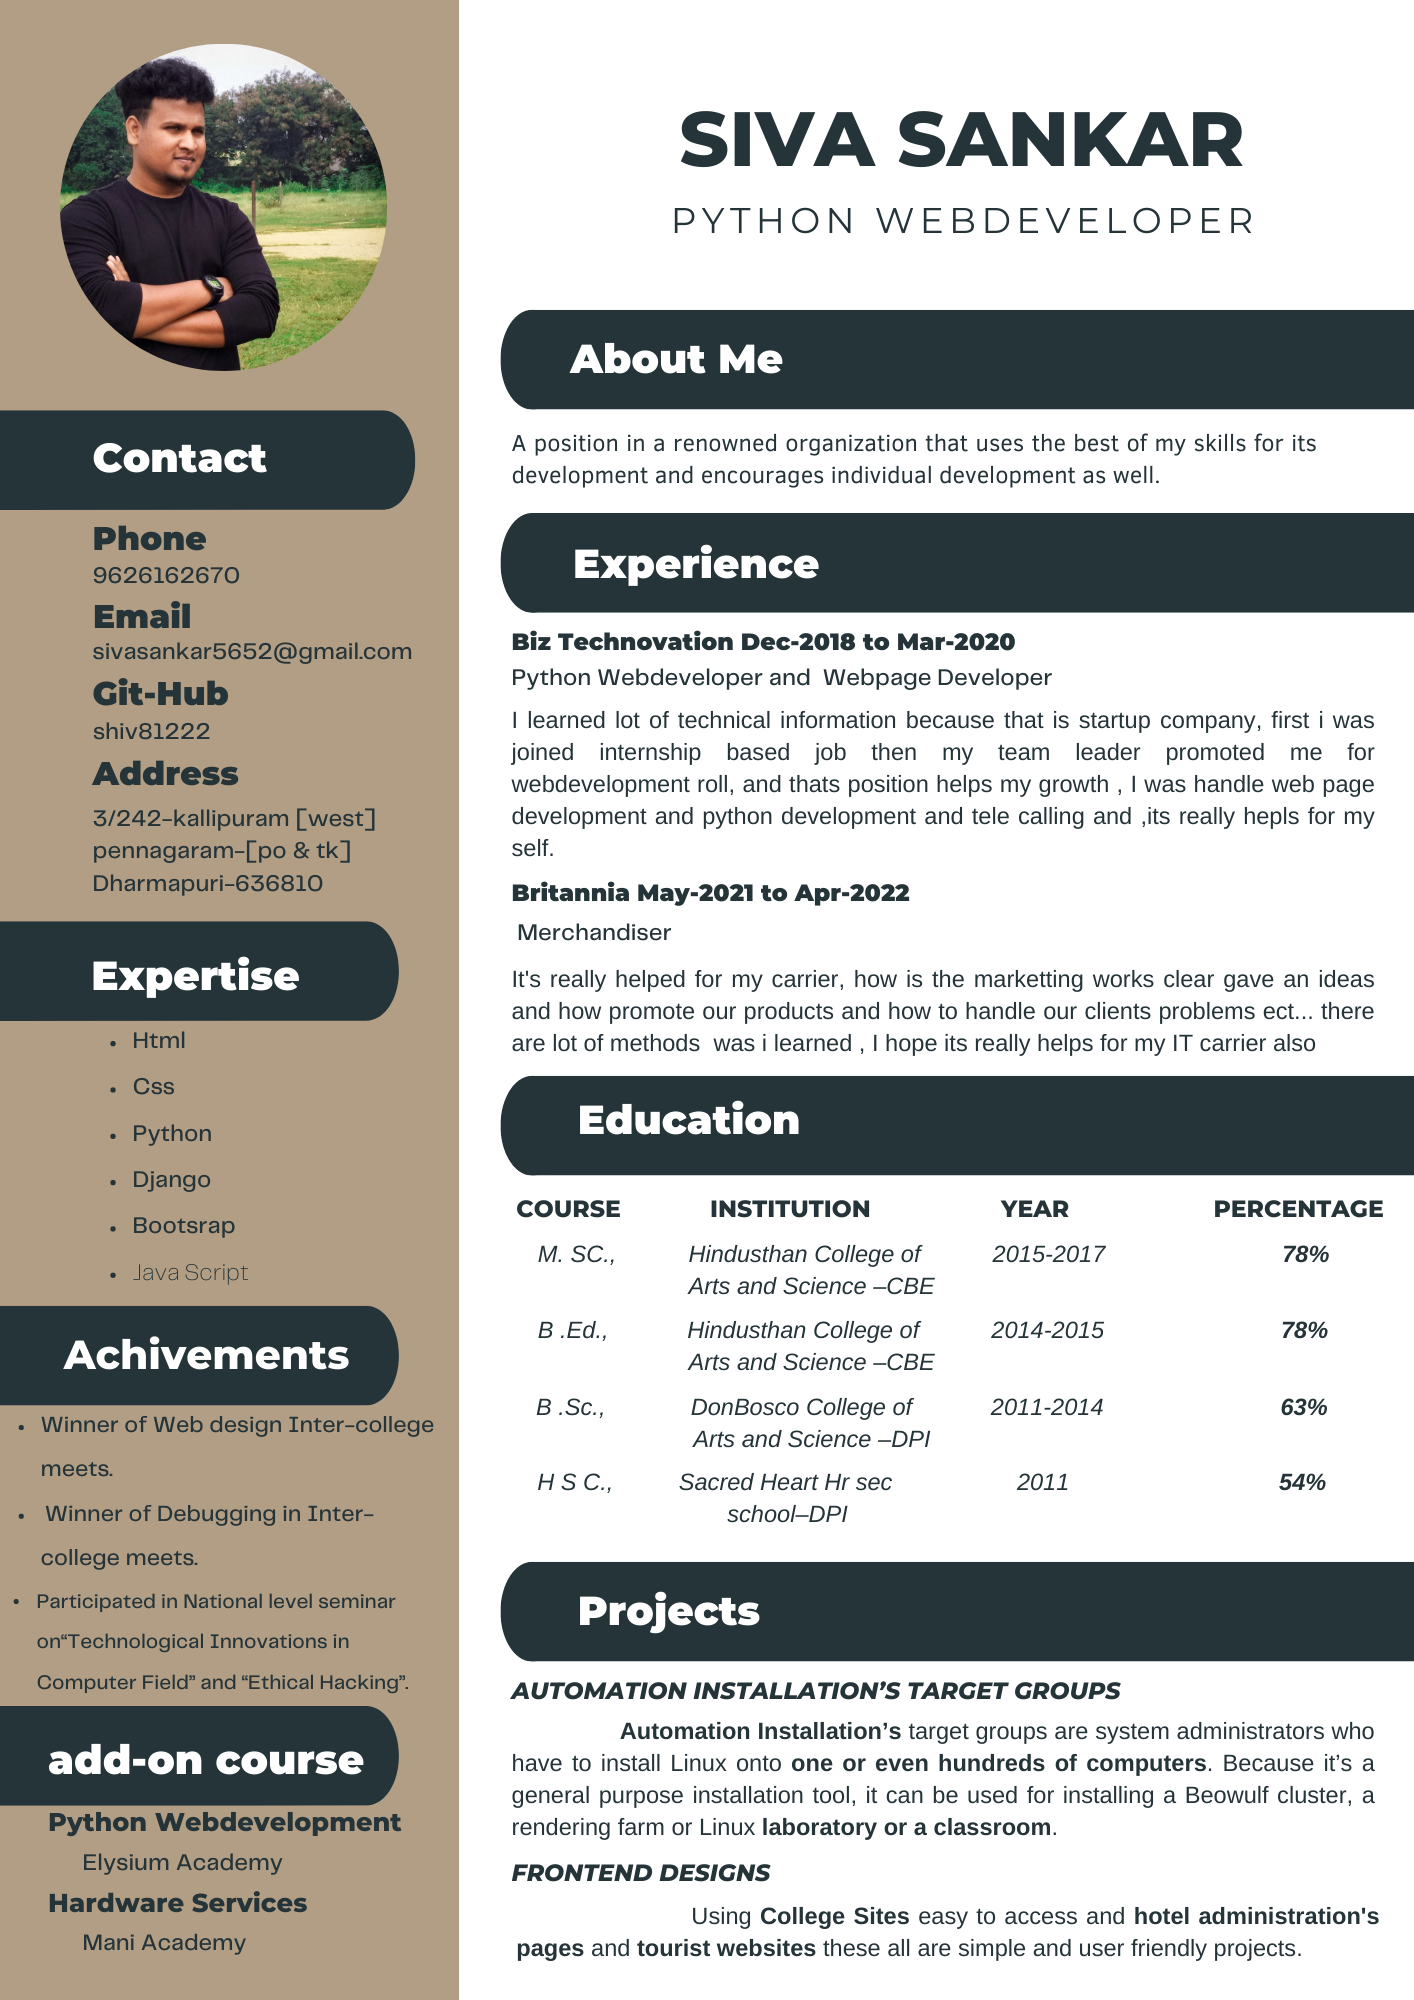 SIVA SANKAR
PYTHON WEBDEVELOPER
Contact
Phone
9626162670
Email
sivasankar5652@gmail.com
Git-Hub
shiv81222
Address
3/242-kallipuram [west]
pennagaram-[po & tk]
Dharmapuri-636810
Expertise
• Html
• Css
• Python
• Django
• Bootsrap
• Java Script
Achivements
• Winner of Web design Inter-college
meets.
• Winner of Debugging in Inter-
college meets.
• Participated in National level seminar
on“Technological Innovations in
Computer Field” and “Ethical Hacking”.
add-on course
Python Webdevelopment
Elysium Academy
Hardware Services
Mani Academy
About Me
A position in a renowned organization that uses the best of my skills for its
development and encourages individual development as well.
Experience
Biz Technovation Dec-2018 to Mar-2020
Python Webdeveloper and  Webpage Developer
I learned lot of technical information because that is startup company, first i was
joined internship based job then my team leader promoted me for
webdevelopment roll, and thats position helps my growth , I was handle web page
development and python development and tele calling and ,its really hepls for my
self.
Britannia May-2021 to Apr-2022
Merchandiser
It's really helped for my carrier, how is the marketting works clear gave an ideas
and how promote our products and how to handle our clients problems ect... there
are lot of methods  was i learned , I hope its really helps for my IT carrier also
Education
COURSE INSTITUTION YEAR PERCENTAGE
M. SC., Hindusthan College of 2015-2017 78%
Arts and Science –CBE
B .Ed., Hindusthan College of 2014-2015 78%
Arts and Science –CBE
B .Sc., DonBosco College of 2011-2014 63%
Arts and Science –DPI
H S C., Sacred Heart Hr sec 2011 54%
school–DPI
Projects
AUTOMATION INSTALLATION’S TARGET GROUPS
Automation Installation’s target groups are system administrators who
have to install Linux onto one or even hundreds of computers. Because it’s a
general purpose installation tool, it can be used for installing a Beowulf cluster, a
rendering farm or Linux laboratory or a classroom.
FRONTEND DESIGNS
Using College Sites easy to access and hotel administration's
pages and tourist websites these all are simple and user friendly projects.